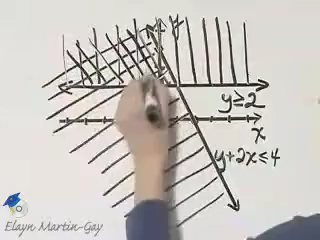 y
y ≥ 2
x
y + 2x ≤ 4
Elayn Martin-Gay